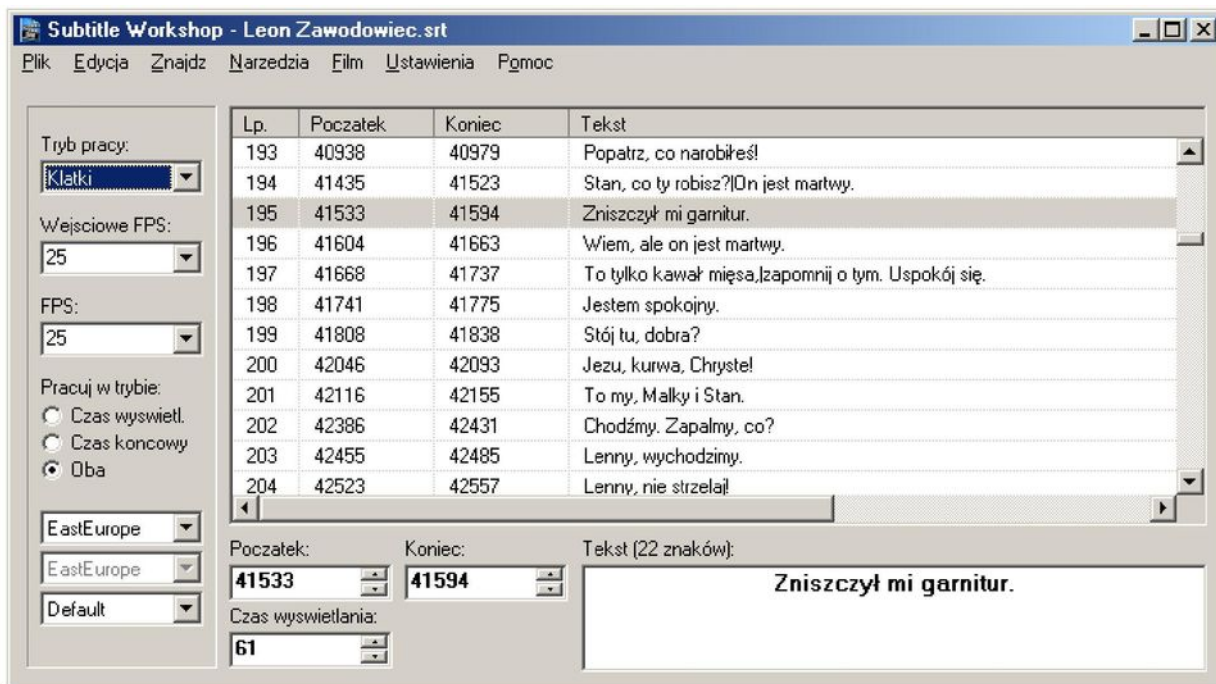 Subtitle Workshop - Leon Zawodowiec.srt
Plik Edycja Znajdz Narzedzia Film Ustawienia Pomoc
Tryb pracy:
Klatki
Wejsciowe FPS:
25
FPS:
25
Pracuj w trybie:
Czas wyswietl.
Czas koncowy
Oba
EastEurope
EastEurope
Default
Lp. Poczatek Koniec Tekst
193 40938 40979 Popatrz, co narobiłeś!
194 41435 41523 Stan, co ty robisz?|On jest martwy.
195 41533 41594 Zniszczył mi garnitur.
196 41604 41663 Wiem, ale on jest martwy.
197 41668 41737 To tylko kawał mięsa,|zapomnij o tym. Uspokój się.
198 41741 41775 Jestem spokojny.
199 41808 41838 Stój tu, dobra?
200 42046 42093 Jezu, kurwa, Chryste!
201 42116 42155 To my, Malky i Stan.
202 42386 42431 Chodźmy. Zapalmy, co?
203 42455 42485 Lenny, wychodzimy.
204 42523 42557 Lenny, nie strzelaj!
Poczatek: Koniec: Tekst (22 znaków):
41533 41594 Zniszczył mi garnitur.
Czas wyswietlania:
61